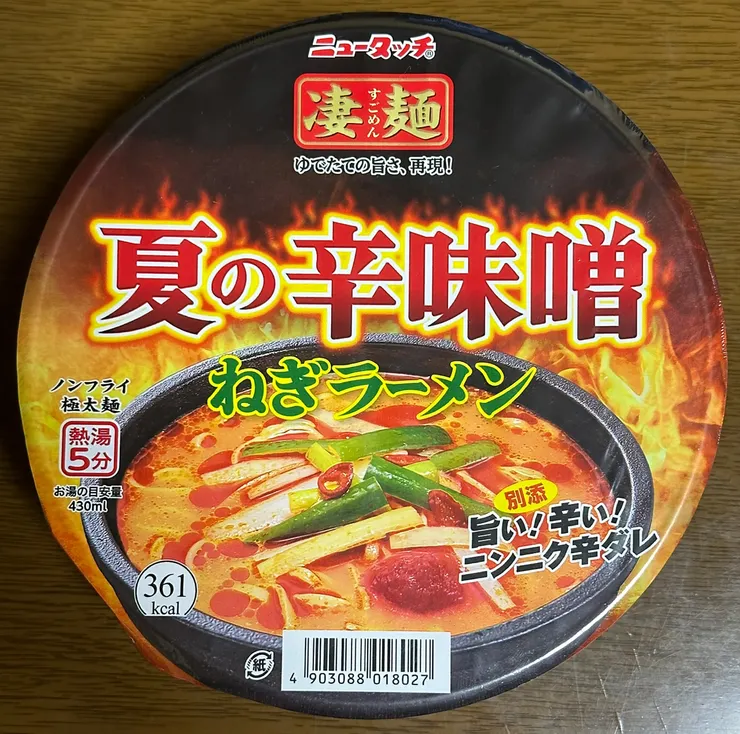 ニュータッチ®
凄麺
すごめん
ゆでたての旨さ、再現!
夏の辛味噌
ねぎラーメン
ノンフライ
極太麺
熱湯
5分
お湯の目安量
430ml
別添
旨い!辛い!
ニンニク辛ダレ
361
kcal
紙
4 903088 018027